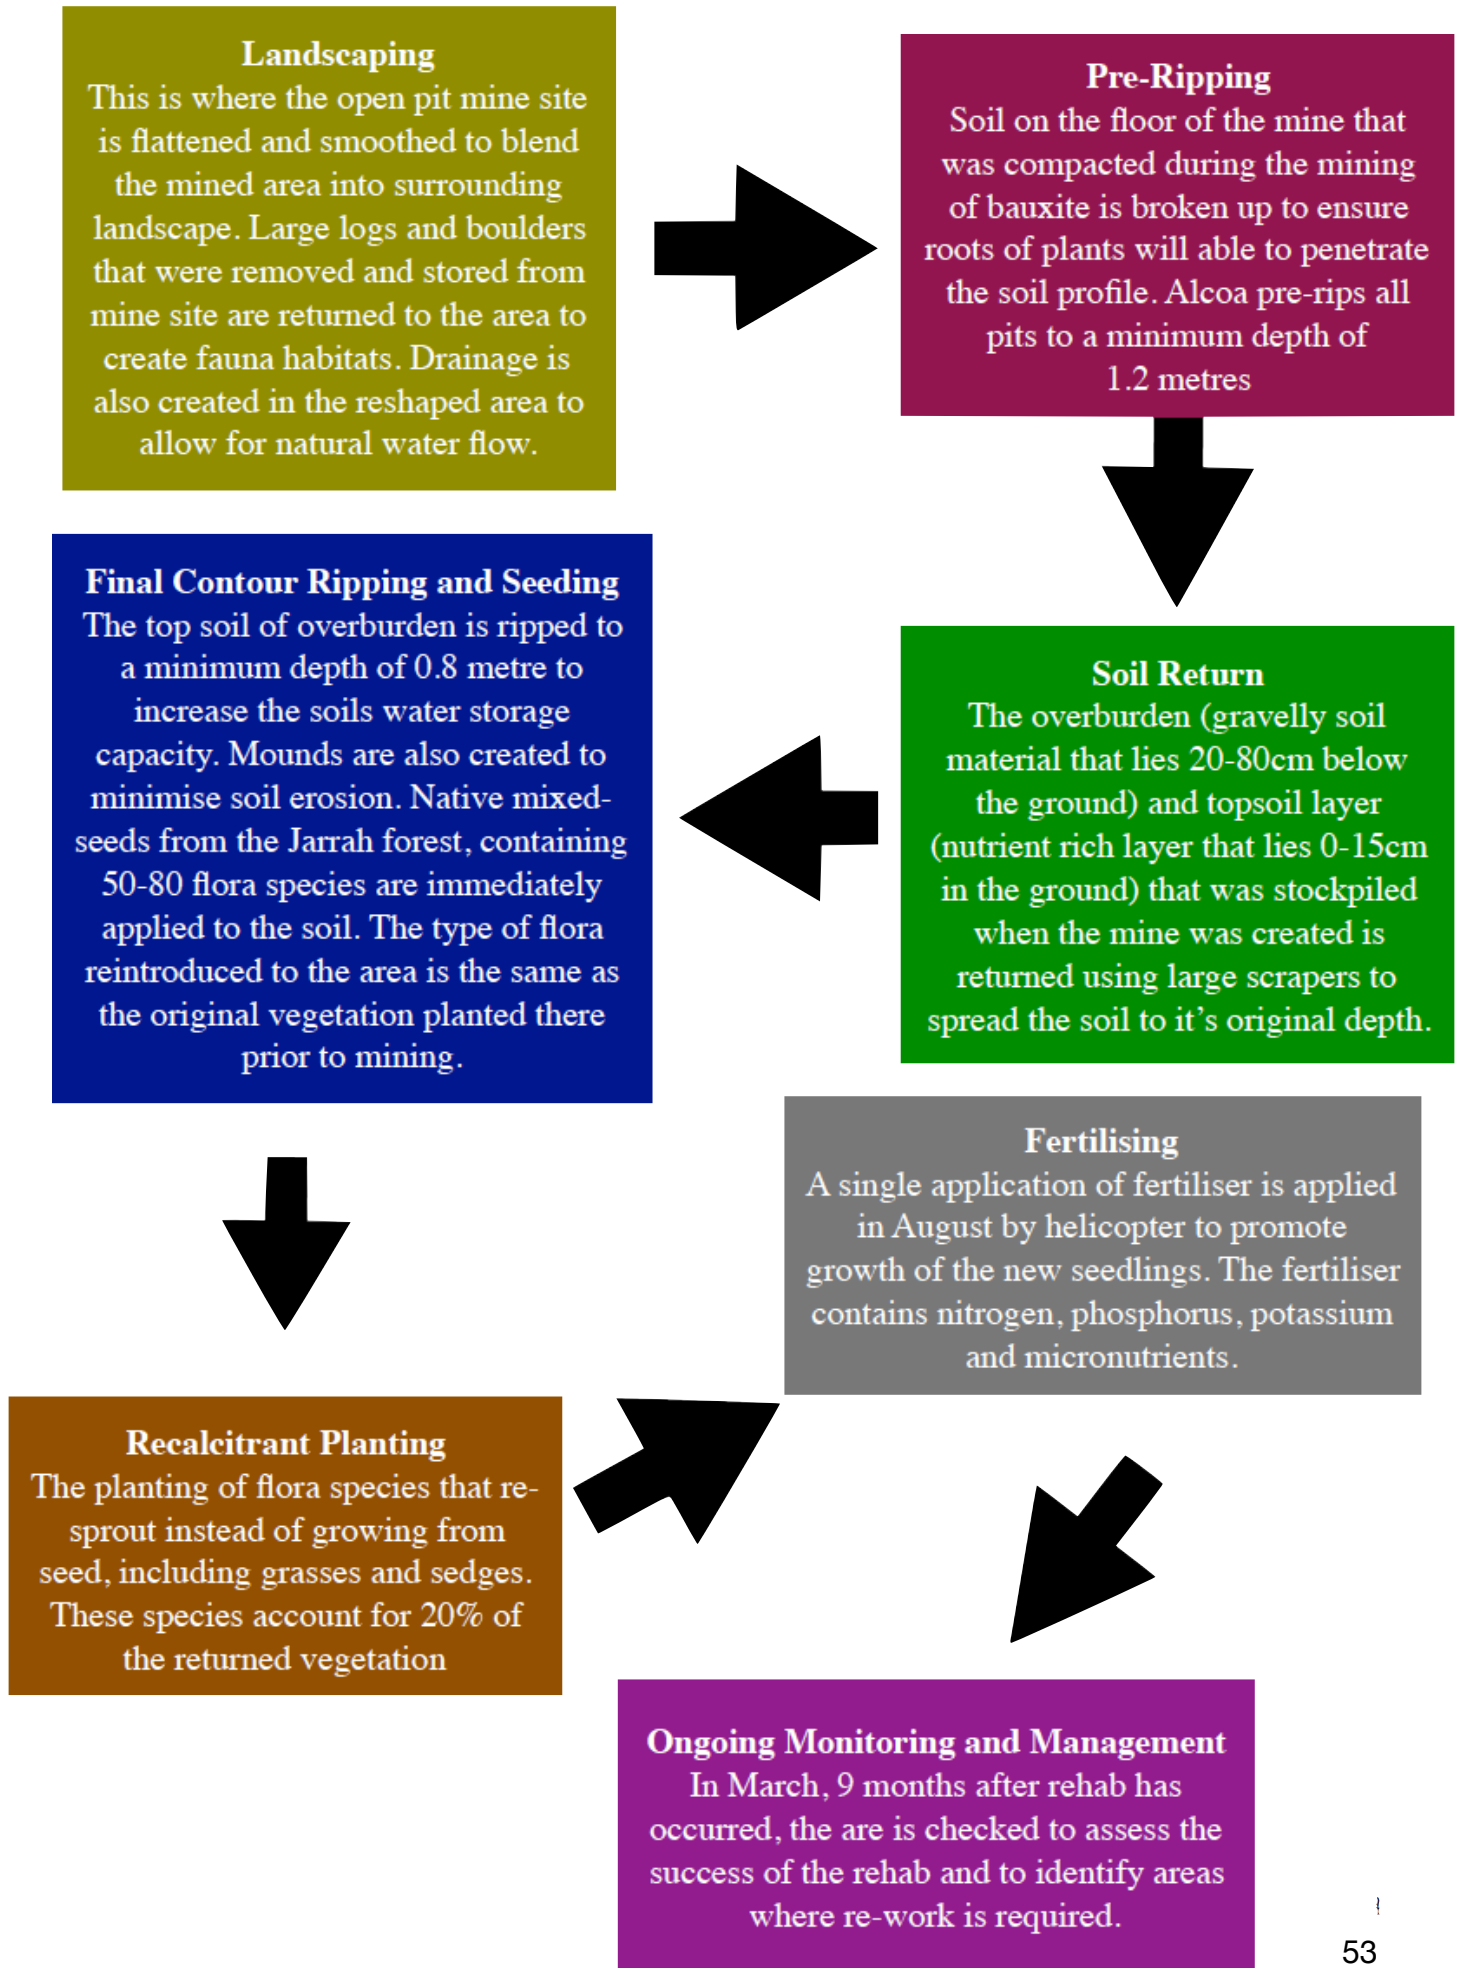 Landscaping
This is where the open pit mine site
is flattened and smoothed to blend
the mined area into surrounding
landscape. Large logs and boulders
that were removed and stored from
mine site are returned to the area to
create fauna habitats. Drainage is
also created in the reshaped area to
allow for natural water flow.
Pre-Ripping
Soil on the floor of the mine that
was compacted during the mining
of bauxite is broken up to ensure
roots of plants will able to penetrate
the soil profile. Alcoa pre-rips all
pits to a minimum depth of
1.2 metres
Soil Return
The overburden (gravelly soil
material that lies 20-80cm below
the ground) and topsoil layer
(nutrient rich layer that lies 0-15cm
in the ground) that was stockpiled
when the mine was created is
returned using large scrapers to
spread the soil to it’s original depth.
Final Contour Ripping and Seeding
The top soil of overburden is ripped to
a minimum depth of 0.8 metre to
increase the soils water storage
capacity. Mounds are also created to
minimise soil erosion. Native mixed-
seeds from the Jarrah forest, containing
50-80 flora species are immediately
applied to the soil. The type of flora
reintroduced to the area is the same as
the original vegetation planted there
prior to mining.
Recalcitrant Planting
The planting of flora species that re-
sprout instead of growing from
seed, including grasses and sedges.
These species account for 20% of
the returned vegetation
Fertilising
A single application of fertiliser is applied
in August by helicopter to promote
growth of the new seedlings. The fertiliser
contains nitrogen, phosphorus, potassium
and micronutrients.
Ongoing Monitoring and Management
In March, 9 months after rehab has
occurred, the are is checked to assess the
success of the rehab and to identify areas
where re-work is required.
53